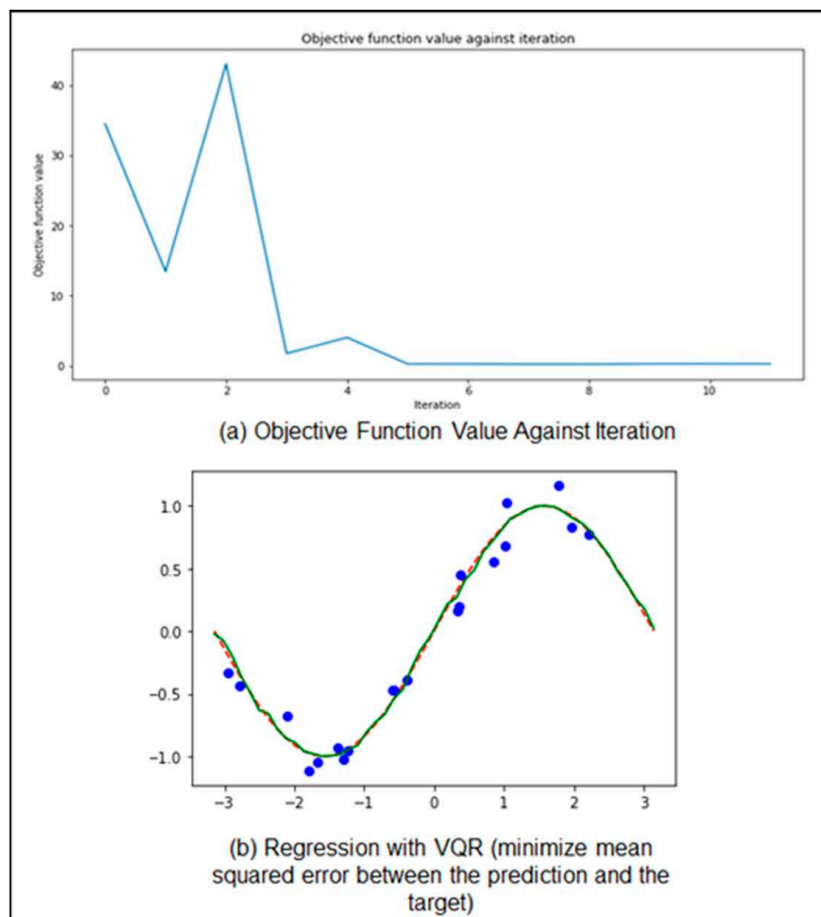 Objective function value against iteration
Objective function value
40
30
20
10
0
0 2 4 6 8 10
Iteration
(a) Objective Function Value Against Iteration
1.0
0.5
0.0
−0.5
−1.0
−3 −2 −1 0 1 2 3
(b) Regression with VQR (minimize mean
squared error between the prediction and the
target)